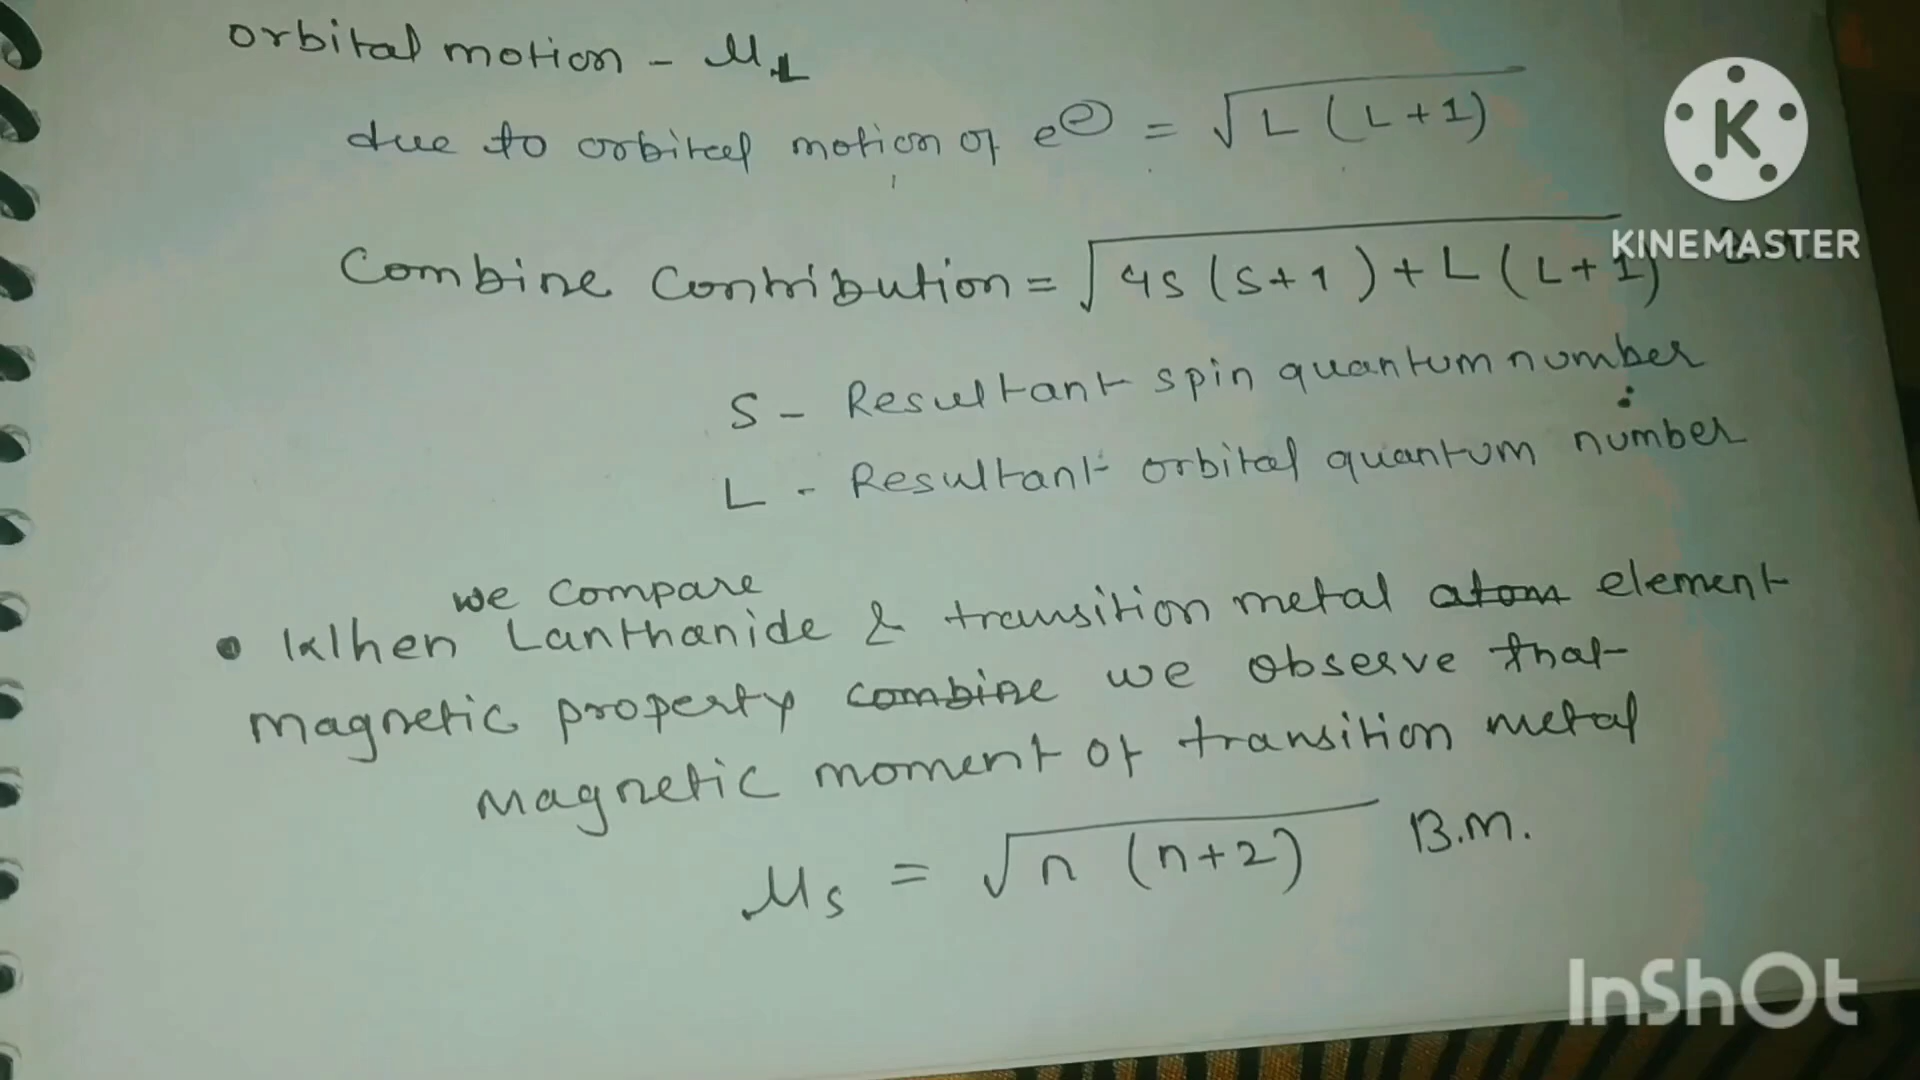 orbital motion - μL
due to orbital motion of e⊖ = √L(L+1)
K
KINEMASTER
Combine Contribution = √4s(s+1)+L(L+1)
S - Resultant spin quantum number
L - Resultant orbital quantum number
we compare
• When Lanthanide & transition metal atom element
magnetic property combine we observe that
magnetic moment of transition metal
μs = √n(n+2) B.M.
InShOt